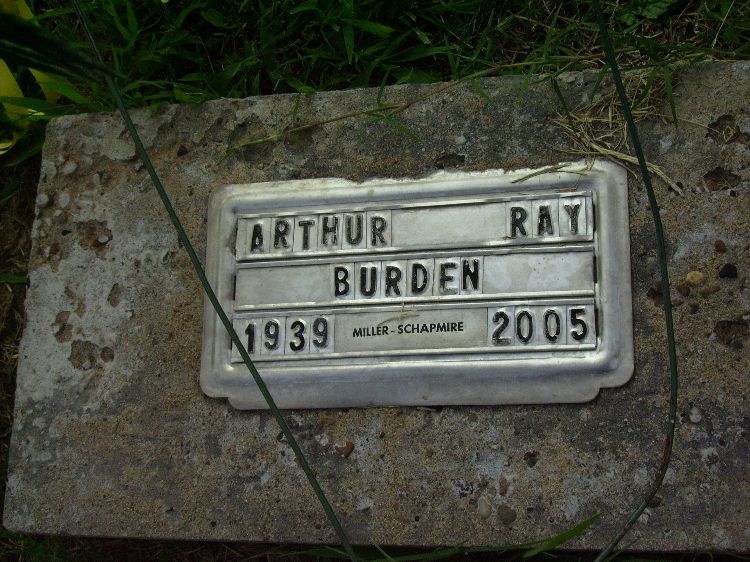 ARTHUR RAY
BURDEN
1939 MILLER-SCHAPMIRE 2005